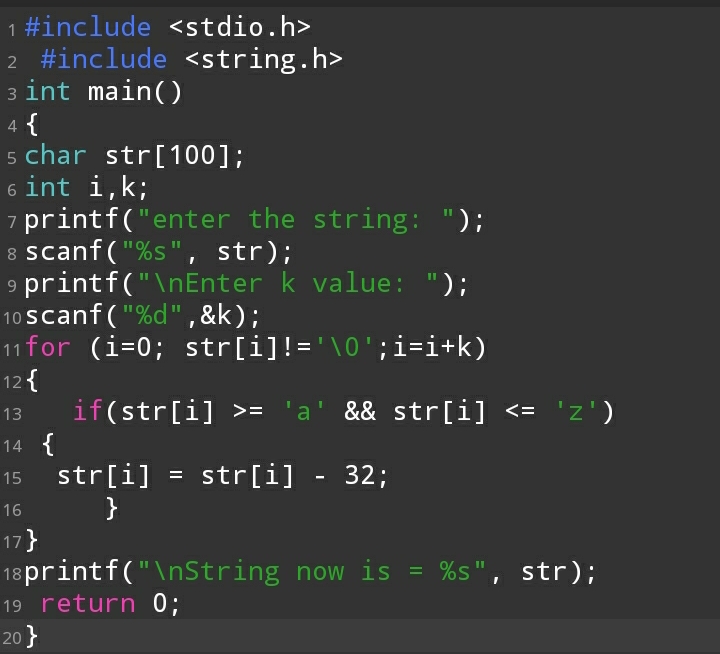 1 #include <stdio.h>
2 #include <string.h>
3 int main()
4 {
5 char str[100];
6 int i,k;
7 printf("enter the string: ");
8 scanf("%s", str);
9 printf("\nEnter k value: ");
10 scanf("%d",&k);
11 for (i=0; str[i]!='\0';i=i+k)
12 {
13    if(str[i] >= 'a' && str[i] <= 'z')
14  {
15   str[i] = str[i] - 32;
16      }
17 }
18 printf("\nString now is = %s", str);
19  return 0;
20 }